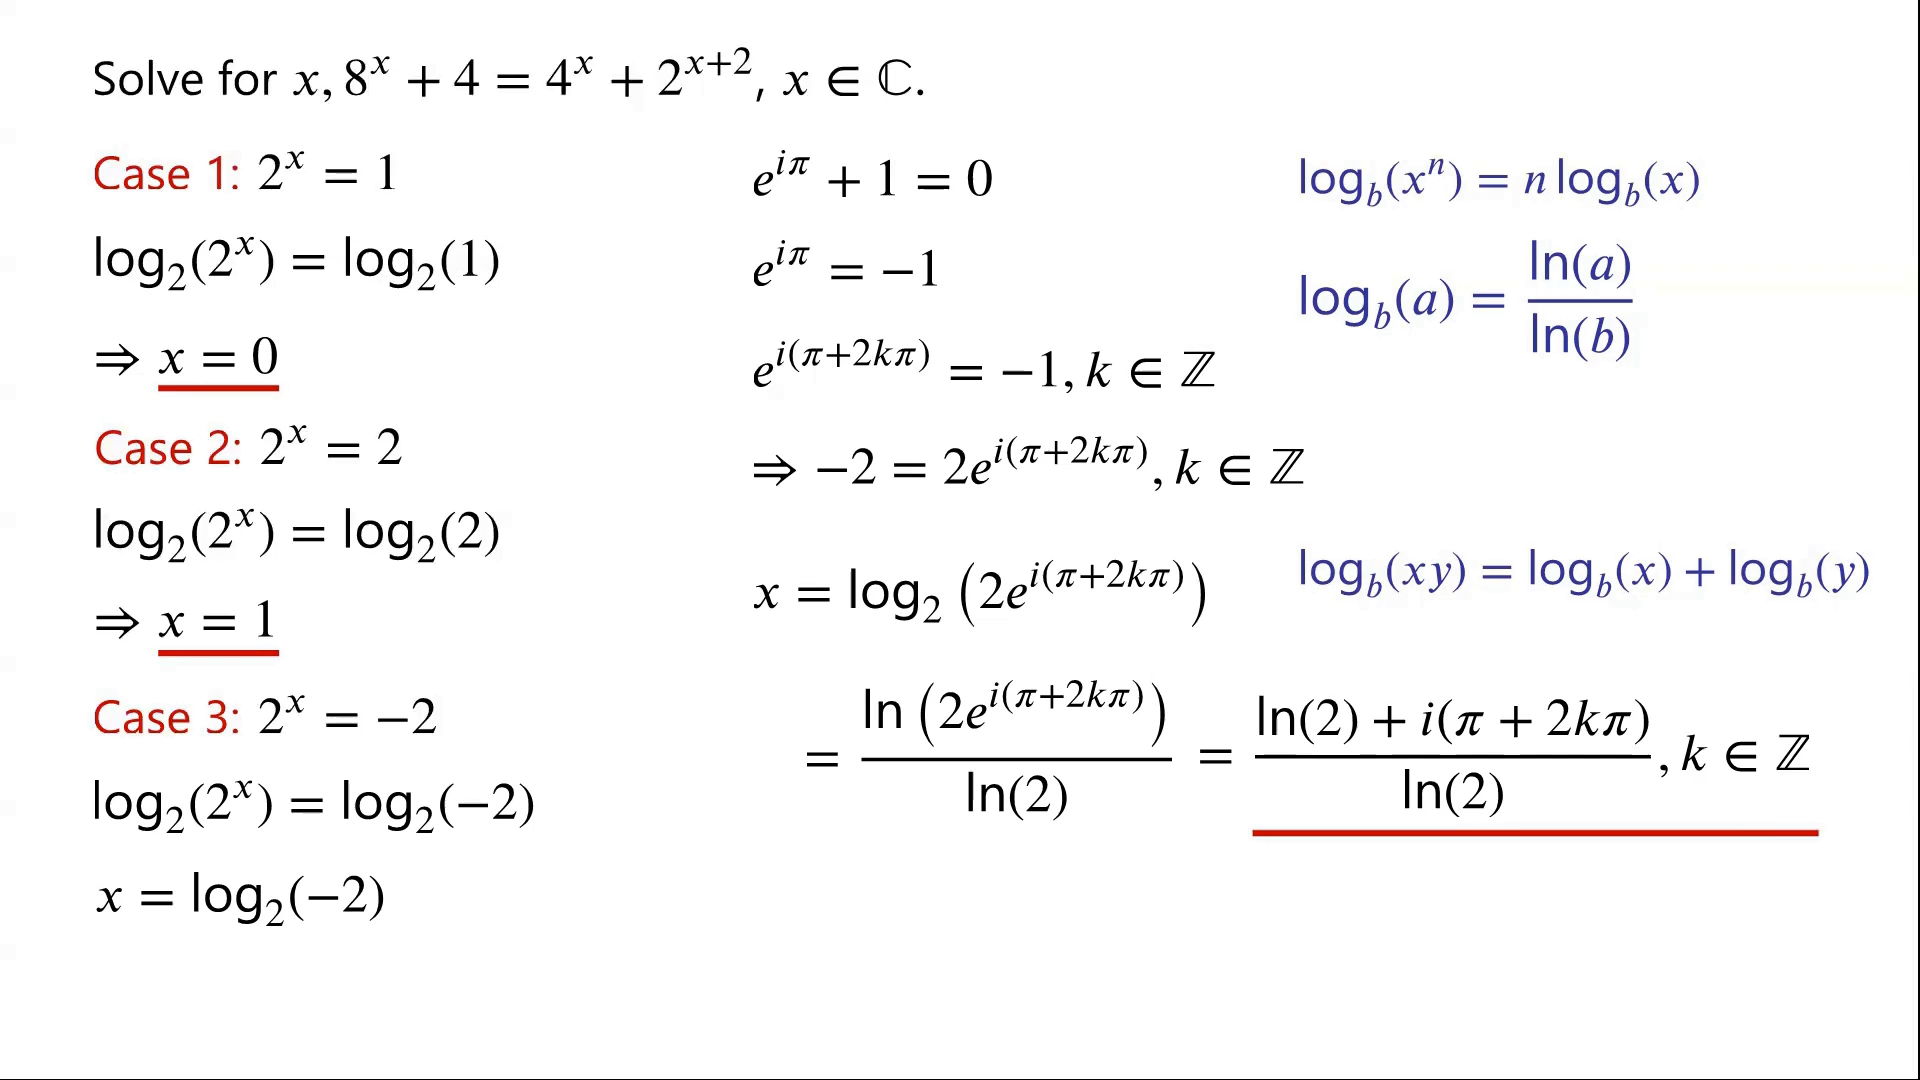 Solve for x, 8^x + 4 = 4^x + 2^{x+2}, x ∈ ℂ.
Case 1: 2^x = 1
log_2(2^x) = log_2(1)
⇒ x = 0
Case 2: 2^x = 2
log_2(2^x) = log_2(2)
⇒ x = 1
Case 3: 2^x = −2
log_2(2^x) = log_2(−2)
x = log_2(−2)
e^{iπ} + 1 = 0
e^{iπ} = −1
e^{i(π+2kπ)} = −1, k ∈ ℤ
⇒ −2 = 2e^{i(π+2kπ)}, k ∈ ℤ
x = log_2(2e^{i(π+2kπ)})
= ln(2e^{i(π+2kπ)}) / ln(2) = (ln(2) + i(π + 2kπ)) / ln(2), k ∈ ℤ
log_b(x^n) = n log_b(x)
log_b(a) = ln(a) / ln(b)
log_b(xy) = log_b(x) + log_b(y)